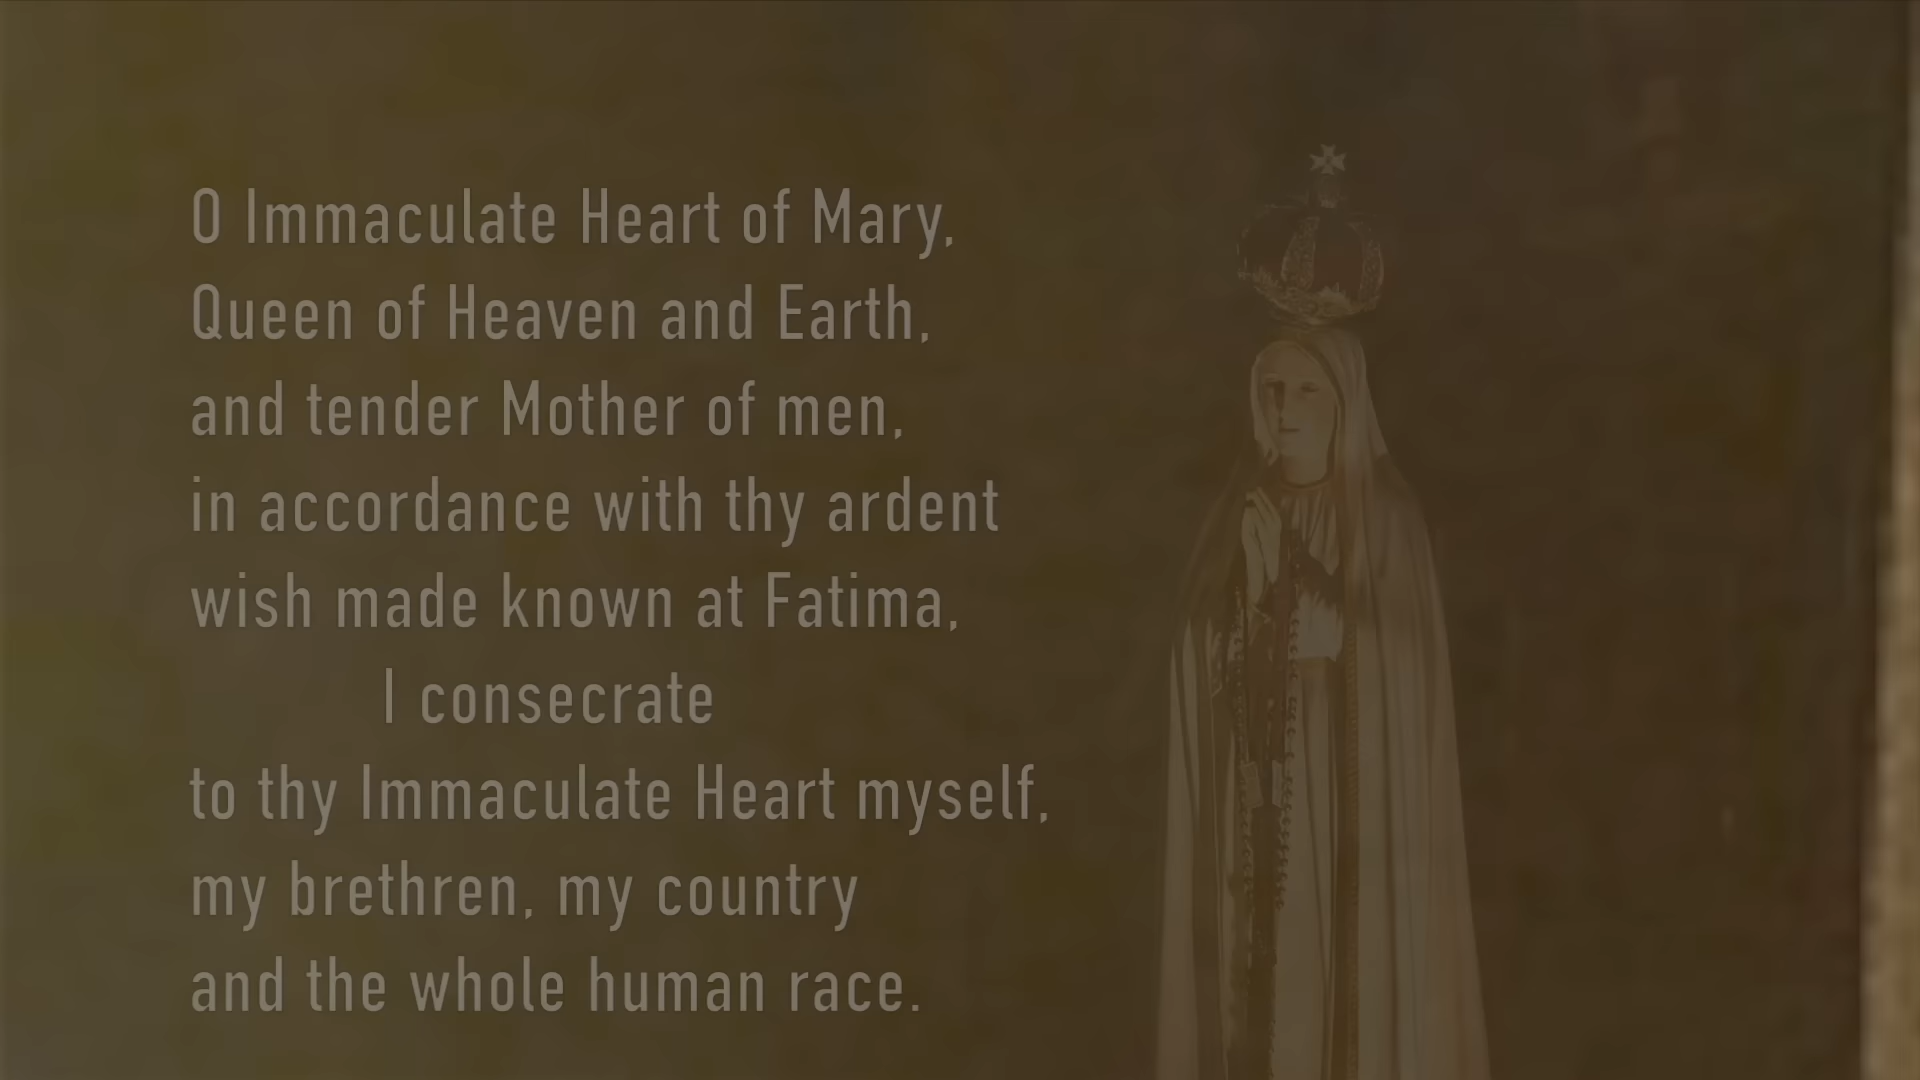 O Immaculate Heart of Mary,
Queen of Heaven and Earth,
and tender Mother of men,
in accordance with thy ardent
wish made known at Fatima,
I consecrate
to thy Immaculate Heart myself,
my brethren, my country
and the whole human race.